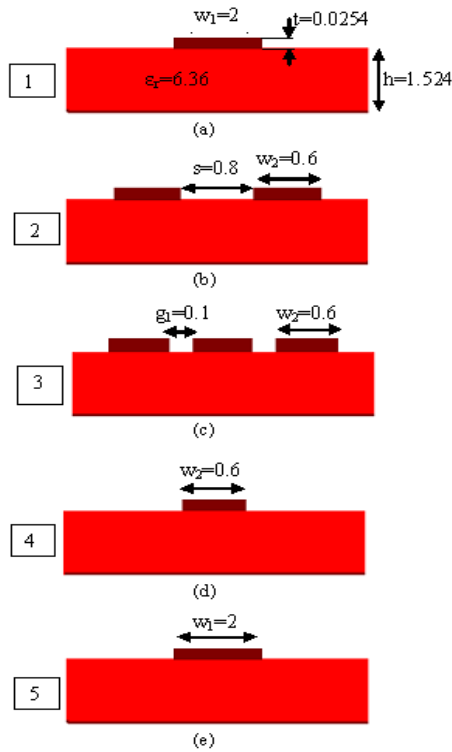 w₁=2 t=0.0254
1 εᵣ=6.36 h=1.524
(a)
s=0.8 w₂=0.6
2
(b)
g₁=0.1 w₂=0.6
3
(c)
w₂=0.6
4
(d)
w₁=2
5
(e)